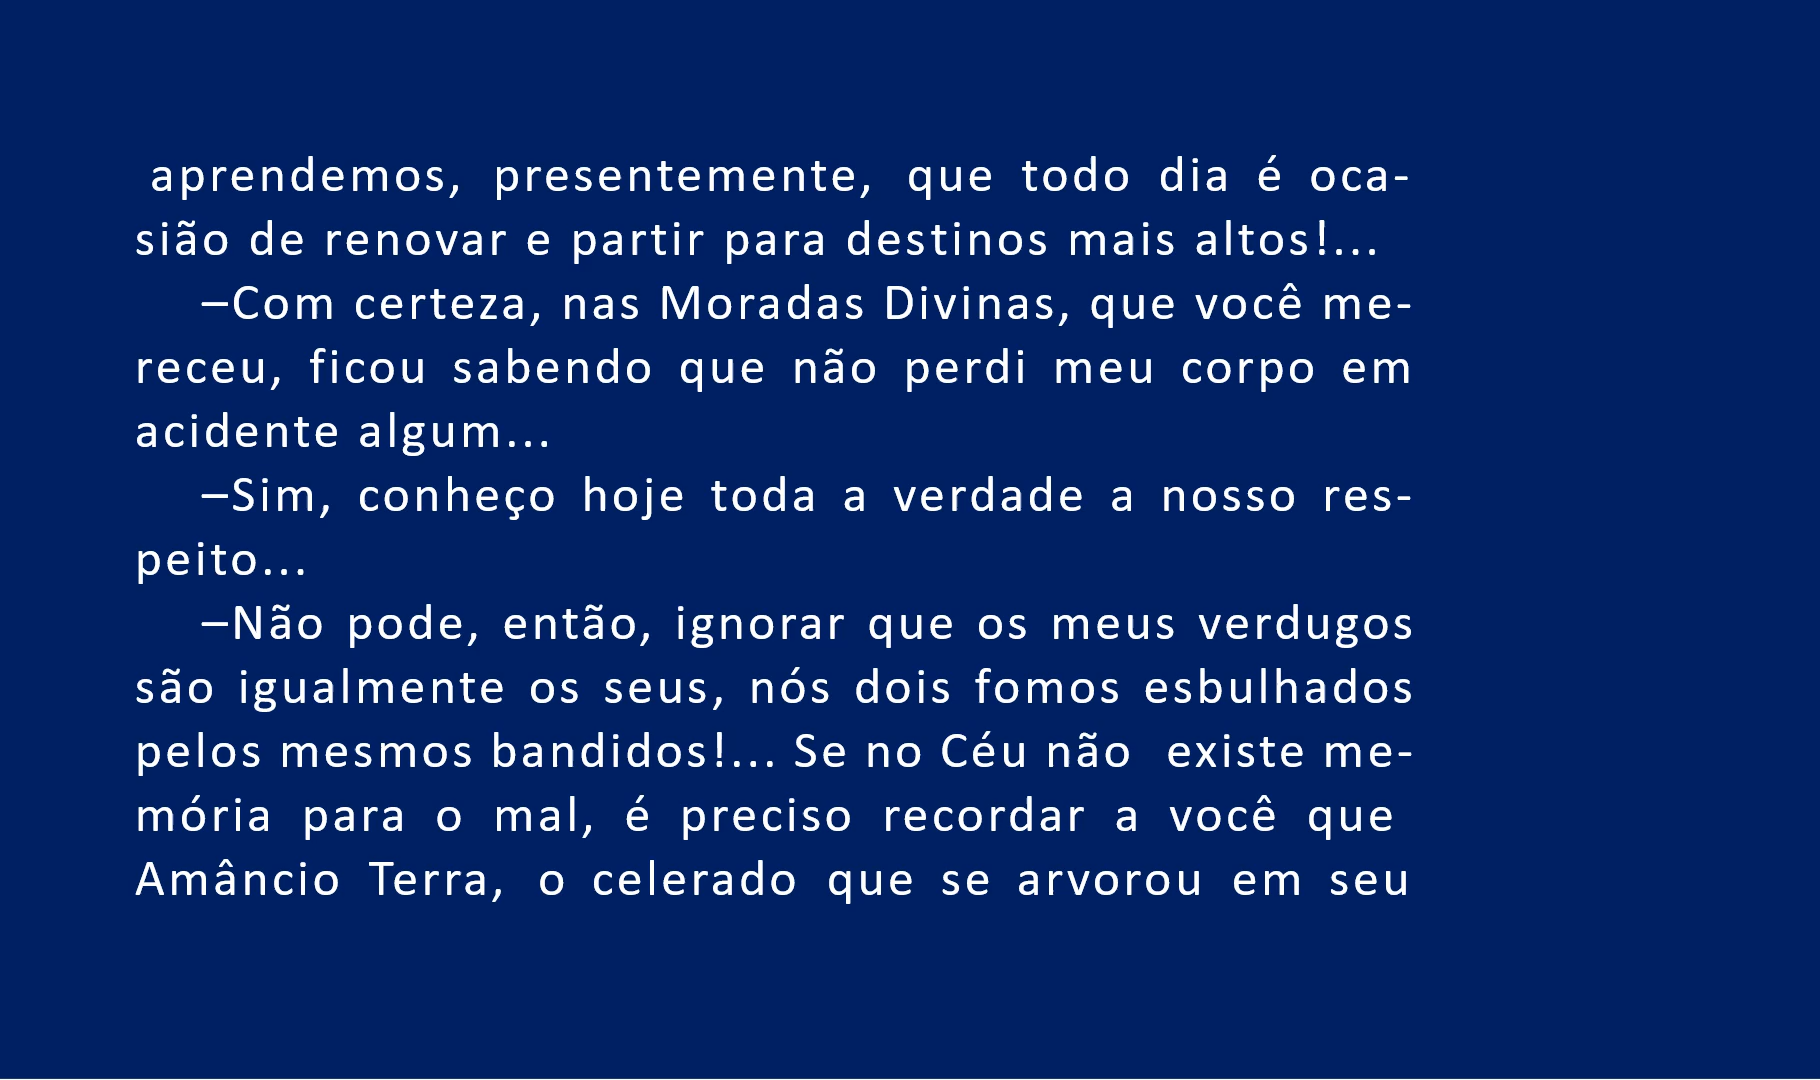 aprendemos, presentemente, que todo dia é oca-
sião de renovar e partir para destinos mais altos!...
–Com certeza, nas Moradas Divinas, que você me-
receu, ficou sabendo que não perdi meu corpo em
acidente algum...
–Sim, conheço hoje toda a verdade a nosso res-
peito...
–Não pode, então, ignorar que os meus verdugos
são igualmente os seus, nós dois fomos esbulhados
pelos mesmos bandidos!... Se no Céu não existe me-
mória para o mal, é preciso recordar a você que
Amâncio Terra, o celerado que se arvorou em seu